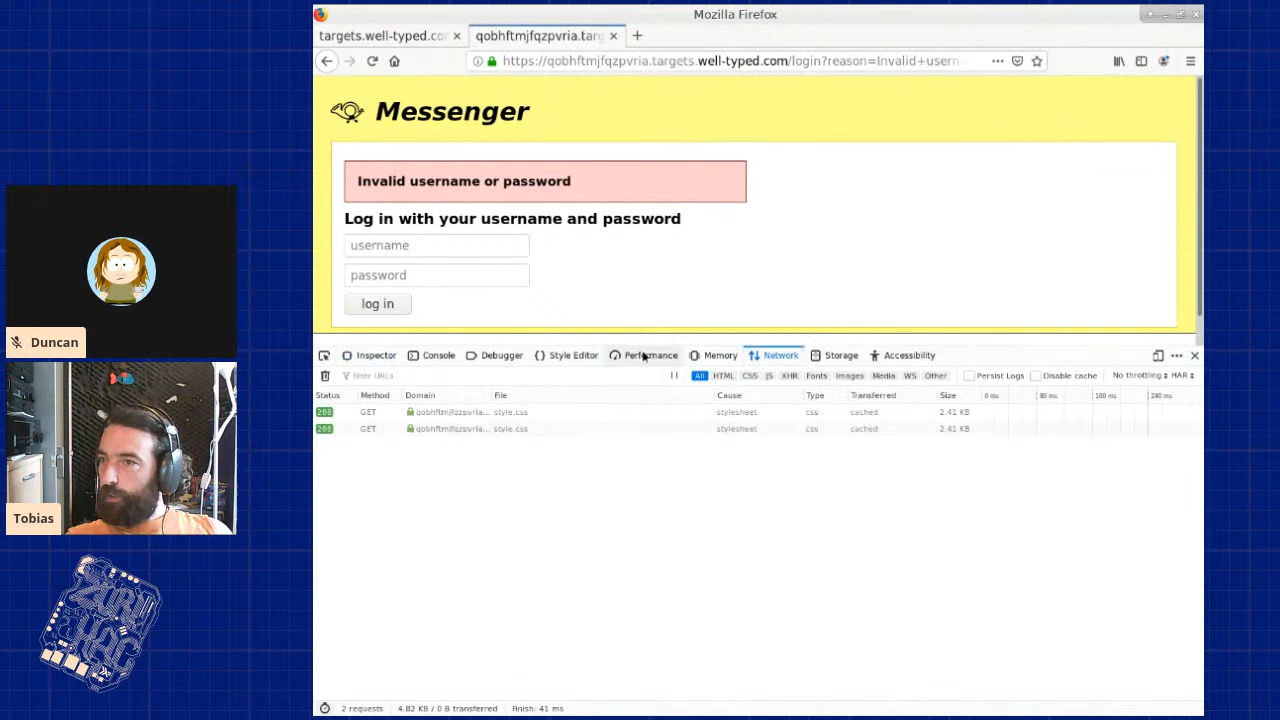 Mozilla Firefox
targets.well-typed.co
qobhftmjfqzpvria.targ
https://qobhftmjfqzpvria.targets.well-typed.com/login?reason=Invalid+usern
Messenger
Invalid username or password
Log in with your username and password
username
password
log in
Inspector Console Debugger Style Editor Performance Memory Network Storage Accessibility
Filter URLs All HTML CSS JS XHR Fonts Images Media WS Other Persist Logs Disable cache No throttling HAR
Status Method Domain File Cause Type Transferred Size 0 ms 80 ms 160 ms 240 ms
200 GET qobhftmjfqzpvria... style.css stylesheet css cached 2.41 KB
200 GET qobhftmjfqzpvria... style.css stylesheet css cached 2.41 KB
2 requests 4.82 KB / 0 B transferred Finish: 41 ms
Duncan
Tobias
ZURI
HAC